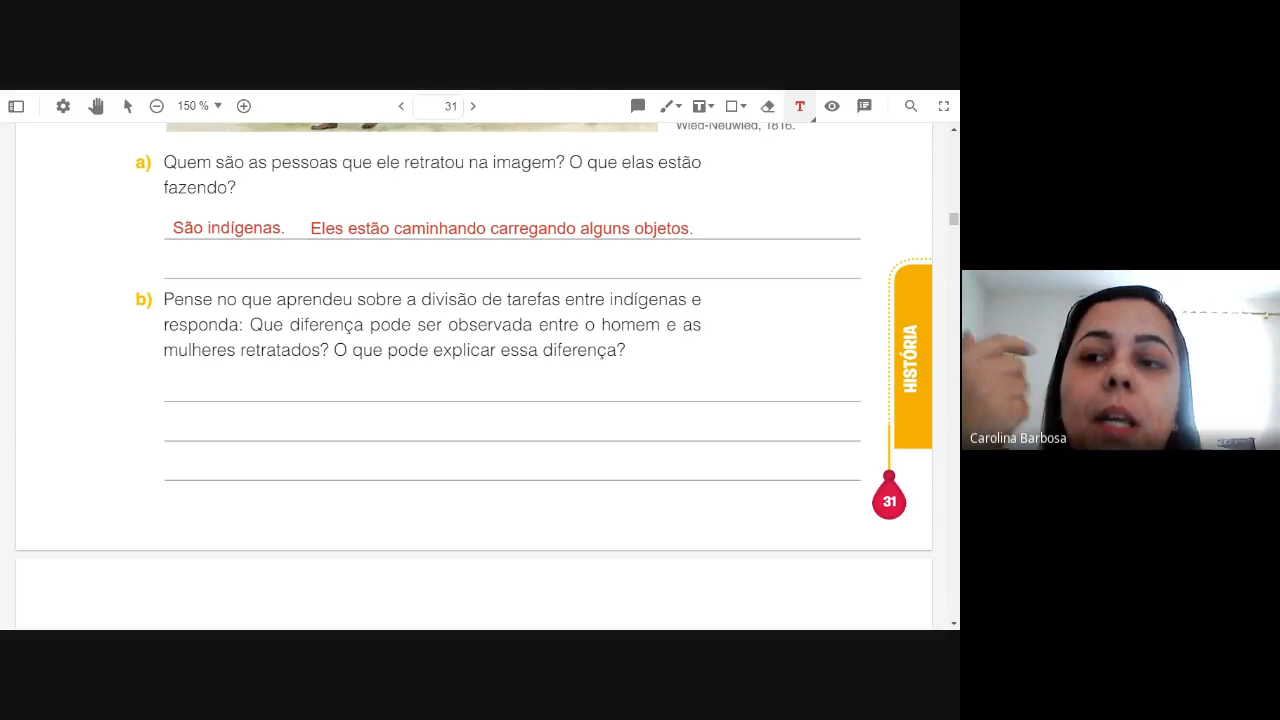 150 %
31
Wied-Neuwied, 1816.
a) Quem são as pessoas que ele retratou na imagem? O que elas estão
fazendo?
São indígenas. Eles estão caminhando carregando alguns objetos.
b) Pense no que aprendeu sobre a divisão de tarefas entre indígenas e
responda: Que diferença pode ser observada entre o homem e as
mulheres retratados? O que pode explicar essa diferença?
HISTÓRIA
31
Carolina Barbosa